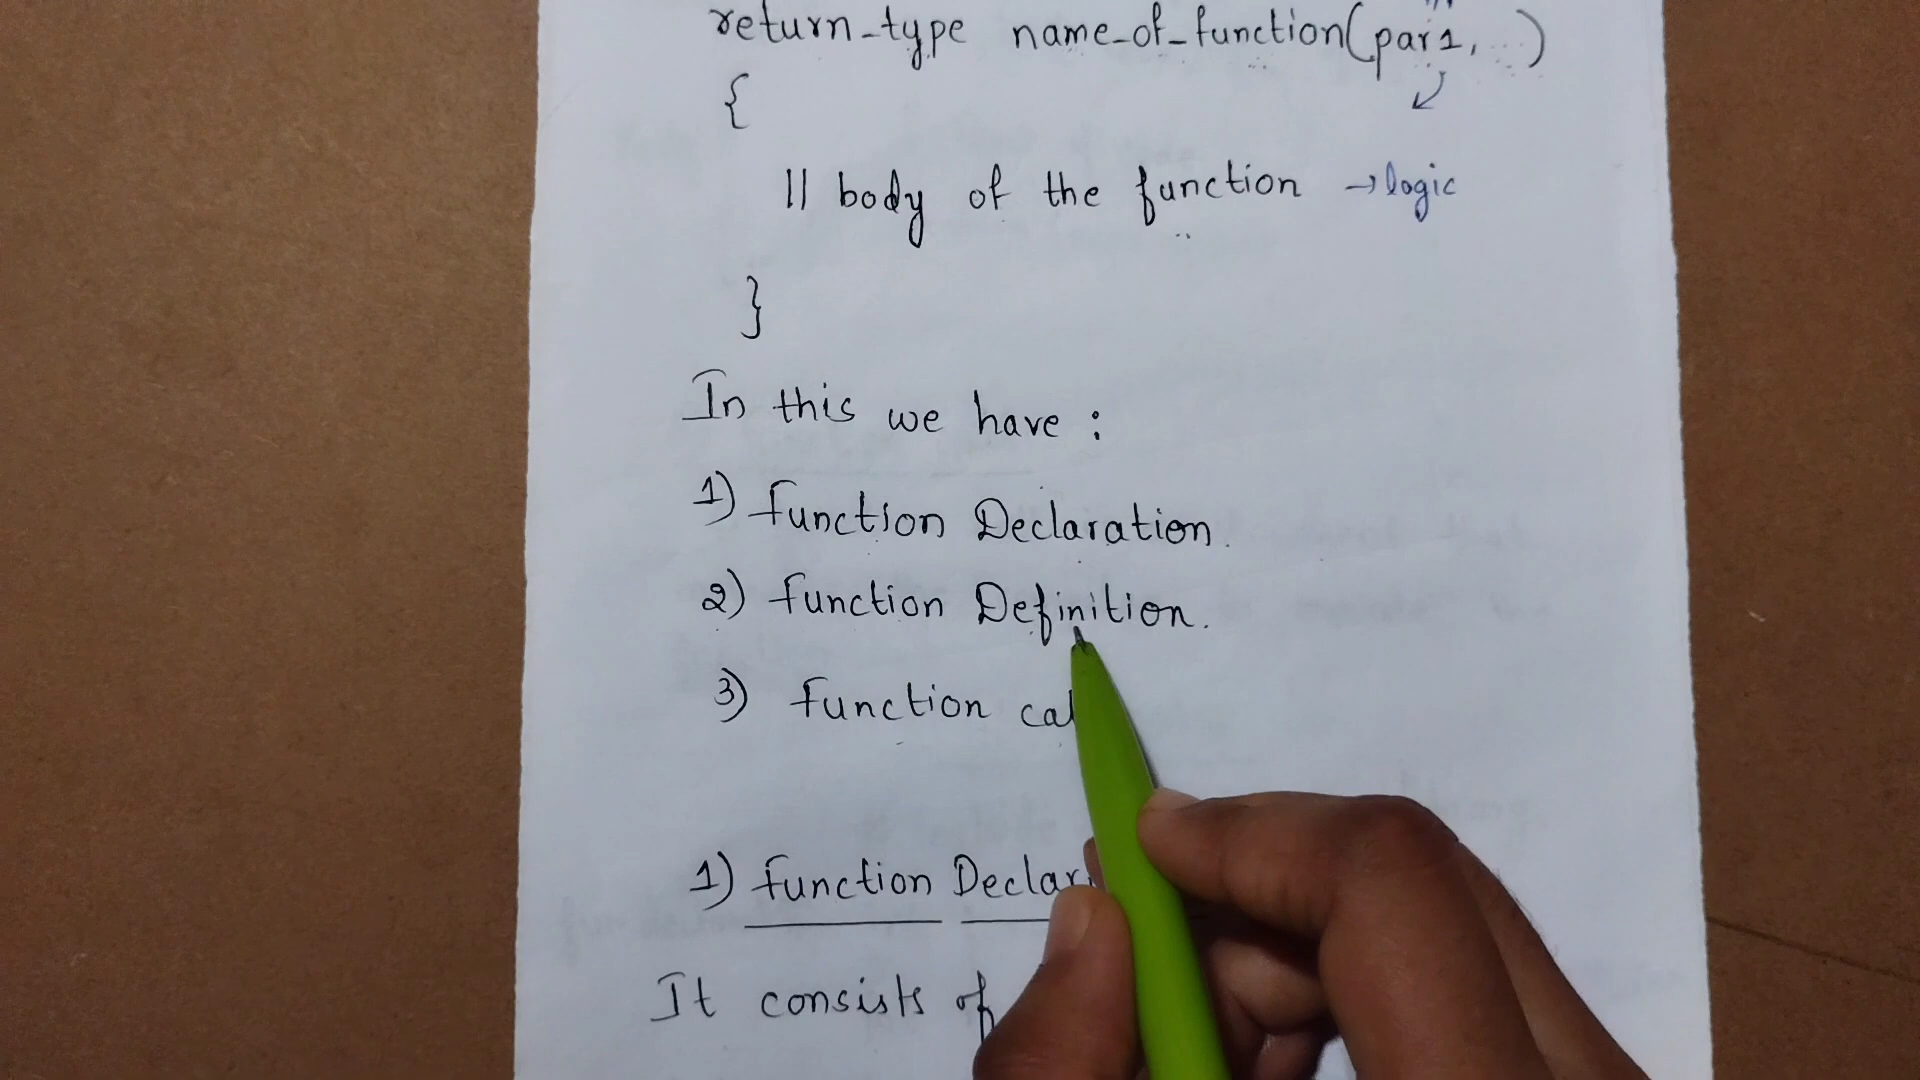 return-type name-of-function(par1, ...)
{
// body of the function → logic
}
In this we have :
1) function Declaration.
2) function Definition.
3) function
1) function
It consists of